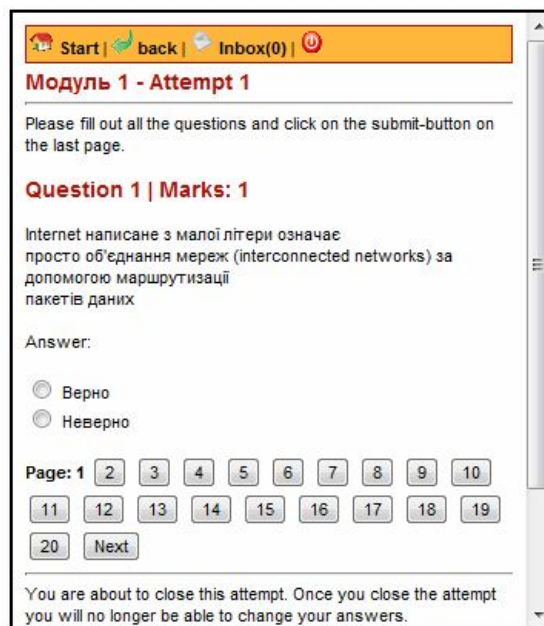 Start | back | Inbox(0) |
Модуль 1 - Attempt 1
Please fill out all the questions and click on the submit-button on
the last page.
Question 1 | Marks: 1
Internet написане з малої літери означає
просто об'єднання мереж (interconnected networks) за
допомогою маршрутизації
пакетів даних
Answer:
Верно
Неверно
Page: 1 2 3 4 5 6 7 8 9 10
11 12 13 14 15 16 17 18 19
20 Next
You are about to close this attempt. Once you close the attempt
you will no longer be able to change your answers.